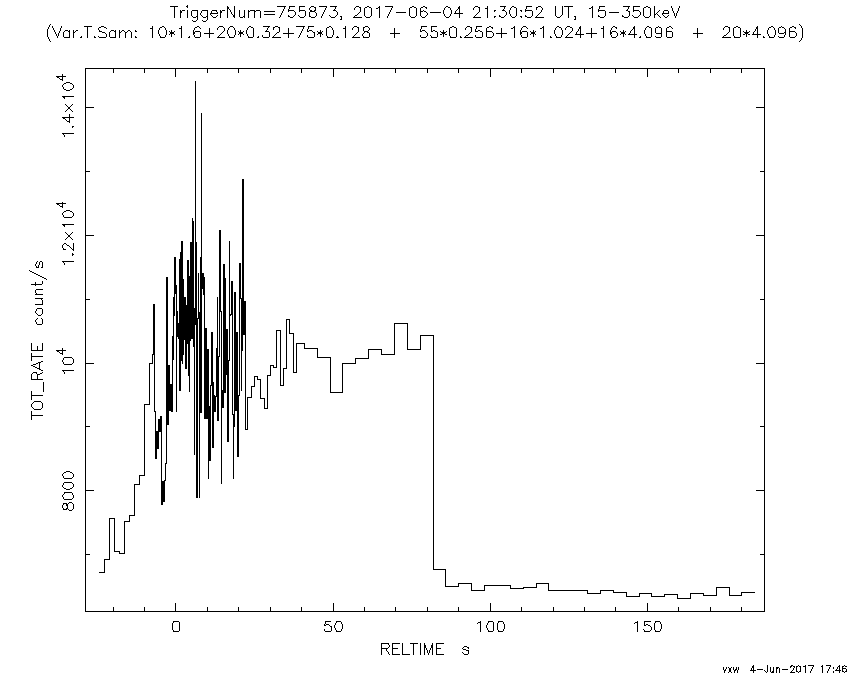 TriggerNum=755873, 2017-06-04 21:30:52 UT, 15-350keV
(Var.T.Sam: 10*1.6+20*0.32+75*0.128 + 55*0.256+16*1.024+16*4.096 + 20*4.096)
1.4×10⁴
1.2×10⁴
10⁴
8000
TOT_RATE count/s
0 50 100 150
RELTIME s
vxw 4-Jun-2017 17:46